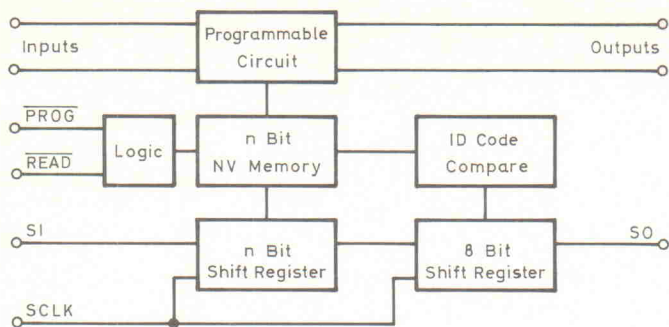 Inputs
Programmable
Circuit
Outputs
PROG
READ
Logic
n Bit
NV Memory
ID Code
Compare
SI
n Bit
Shift Register
8 Bit
Shift Register
SO
SCLK